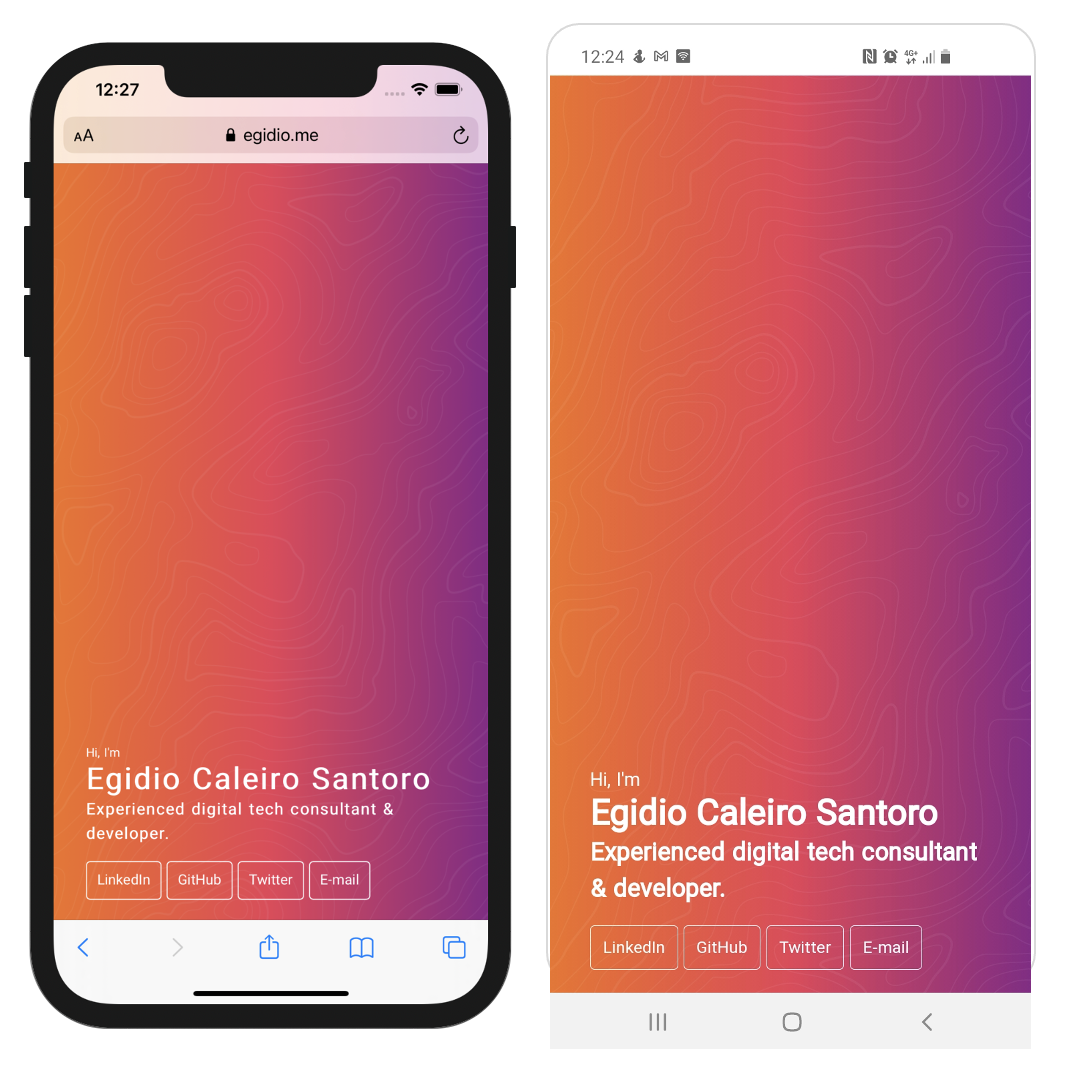 12:27
AA
egidio.me
Hi, I'm
Egidio Caleiro Santoro
Experienced digital tech consultant &
developer.
LinkedIn
GitHub
Twitter
E-mail
12:24
4G+
Hi, I'm
Egidio Caleiro Santoro
Experienced digital tech consultant
& developer.
LinkedIn
GitHub
Twitter
E-mail